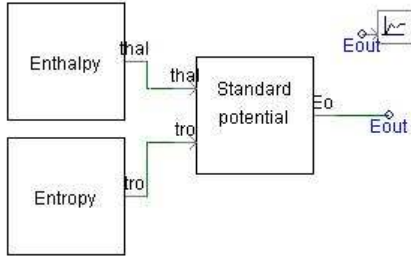 Enthalpy
thal
thal
Standard
potential
Eo
Eout
Eout
Entropy
tro
tro